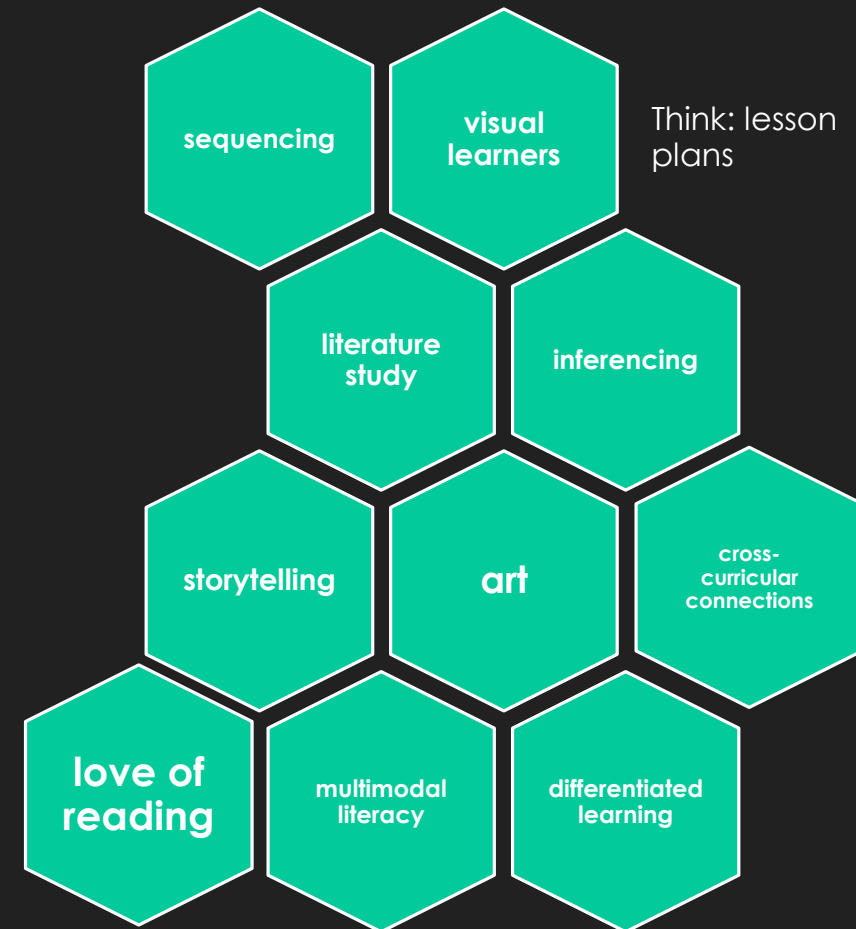 sequencing
visual
learners
Think: lesson
plans
literature
study
inferencing
storytelling
art
cross-
curricular
connections
love of
reading
multimodal
literacy
differentiated
learning